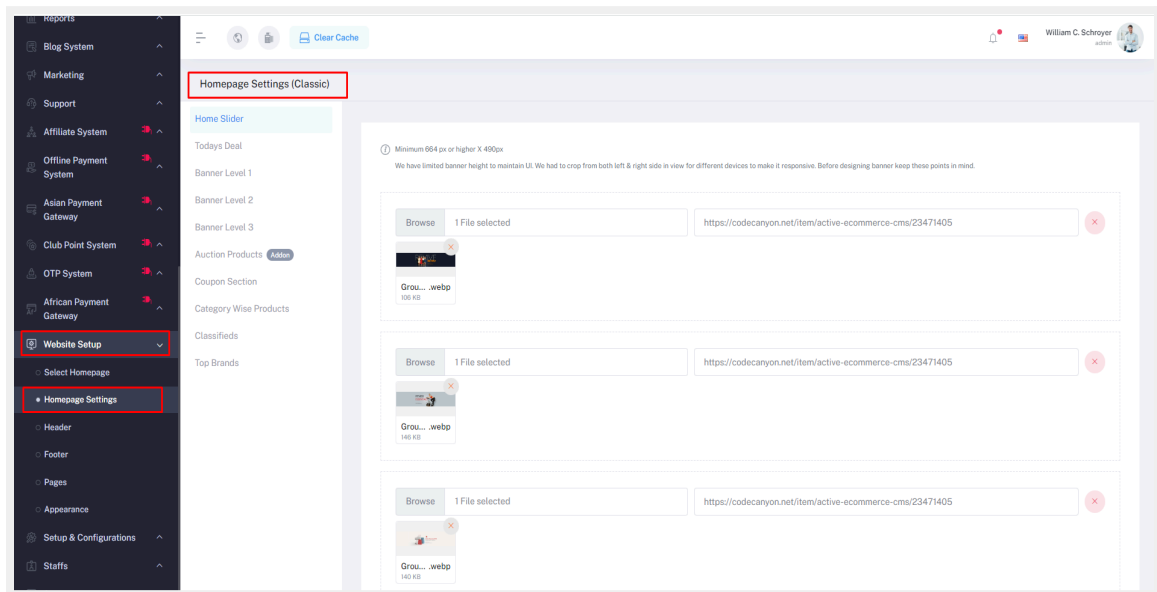 Reports
Blog System
Marketing
Support
Affiliate System
Offline Payment
System
Asian Payment
Gateway
Club Point System
OTP System
African Payment
Gateway
Website Setup
Select Homepage
Homepage Settings
Header
Footer
Pages
Appearance
Setup & Configurations
Staffs
Clear Cache
William C. Schroyer
admin
Homepage Settings (Classic)
Home Slider
Todays Deal
Banner Level 1
Banner Level 2
Banner Level 3
Auction Products Addon
Coupon Section
Category Wise Products
Classifieds
Top Brands
Minimum 664 px or higher X 490px
We have limited banner height to maintain UI. We had to crop from both left & right side in view for different devices to make it responsive. Before designing banner keep these points in mind.
Browse 1 File selected https://codecanyon.net/item/active-ecommerce-cms/23471405
Grou... .webp
106 KB
Browse 1 File selected https://codecanyon.net/item/active-ecommerce-cms/23471405
Grou... .webp
146 KB
Browse 1 File selected https://codecanyon.net/item/active-ecommerce-cms/23471405
Grou... .webp
140 KB